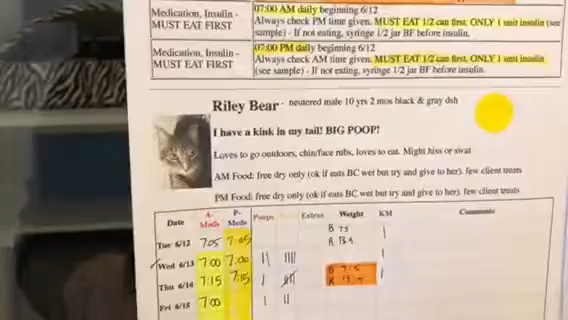 Medication, Insulin - MUST EAT FIRST
07:00 AM daily beginning 6/12
Always check PM time given. MUST EAT 1/2 can first. ONLY 1 unit insulin (see sample) - If not eating, syringe 1/2 jar BF before insulin.
Medication, Insulin - MUST EAT FIRST
07:00 PM daily beginning 6/12
Always check AM time given. MUST EAT 1/2 can first. ONLY 1 unit insulin (see sample) - If not eating, syringe 1/2 jar BF before insulin.
Riley Bear - neutered male 10 yrs 2 mos black & gray dsh
I have a kink in my tail! BIG POOP!
Loves to go outdoors, chin/face rubs, loves to eat. Might hiss or swat
AM Food: free dry only (ok if eats BC wet but try and give to her). few client treats
PM Food: free dry only (ok if eats BC wet but try and give to her). few client treats
Date A-Meds P-Meds Poops Extras Weight KM Comments
Tue 6/12 7:05 7:05
Wed 6/13 7:00 7:00
Thu 6/14 7:15 7:15
Fri 6/15 7:00